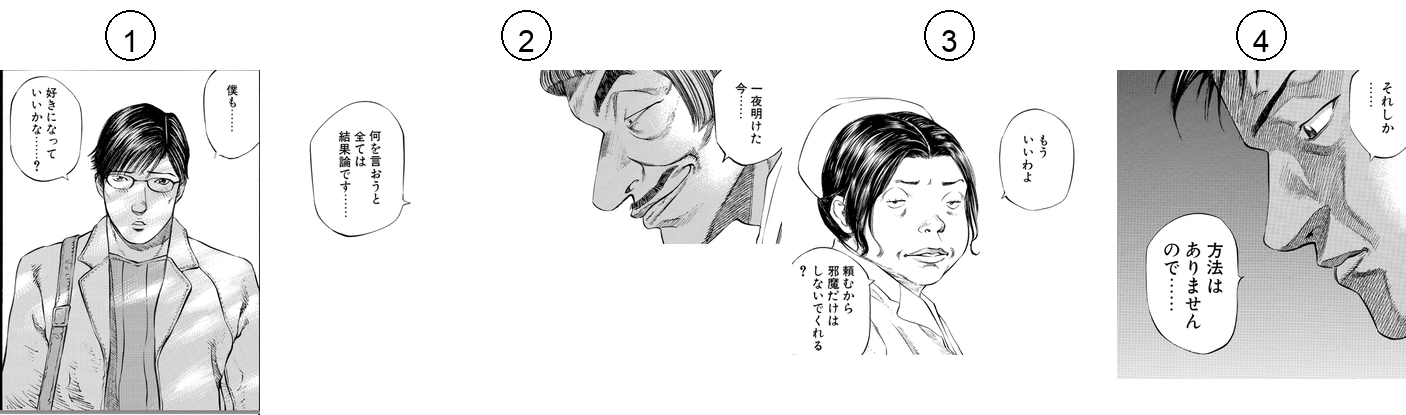 1
僕も……
好きになって
いいかな……?
2
一夜明けた
今……
何を言おうと
全ては
結果論です……
3
もう
いいわよ
頼むから
邪魔だけは
しないでくれる
?
4
それしか
……
方法は
ありません
ので……